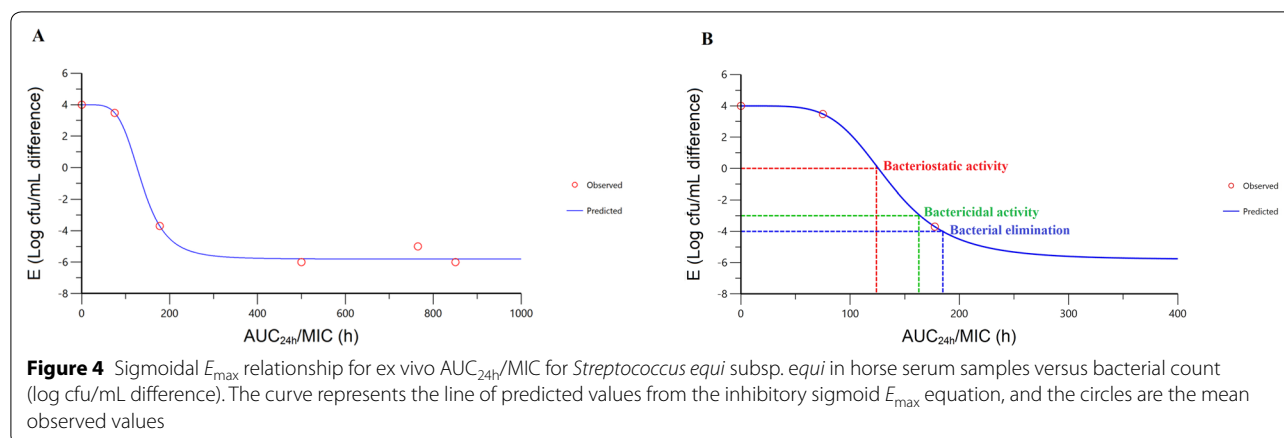 A
6
4
2
0
-2
-4
-6
-8
E (Log cfu/mL difference)
0
200
400
600
800
1000
AUC24h/MIC (h)
Observed
Predicted
B
6
4
2
0
-2
-4
-6
-8
E (Log cfu/mL difference)
Bacteriostatic activity
Bactericidal activity
Bacterial elimination
0
100
200
300
400
AUC24h/MIC (h)
Observed
Predicted
Figure 4 Sigmoidal Emax relationship for ex vivo AUC24h/MIC for Streptococcus equi subsp. equi in horse serum samples versus bacterial count
(log cfu/mL difference). The curve represents the line of predicted values from the inhibitory sigmoid Emax equation, and the circles are the mean
observed values